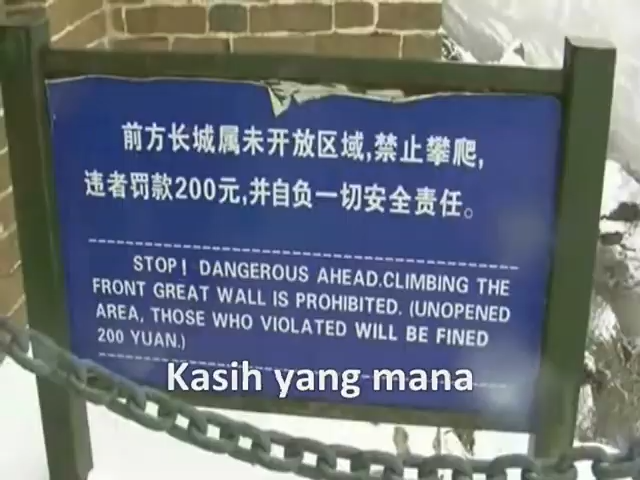 前方长城属未开放区域,禁止攀爬,
违者罚款200元,并自负一切安全责任。
STOP! DANGEROUS AHEAD.CLIMBING THE
FRONT GREAT WALL IS PROHIBITED. (UNOPENED
AREA, THOSE WHO VIOLATED WILL BE FINED
200 YUAN.)
Kasih yang mana